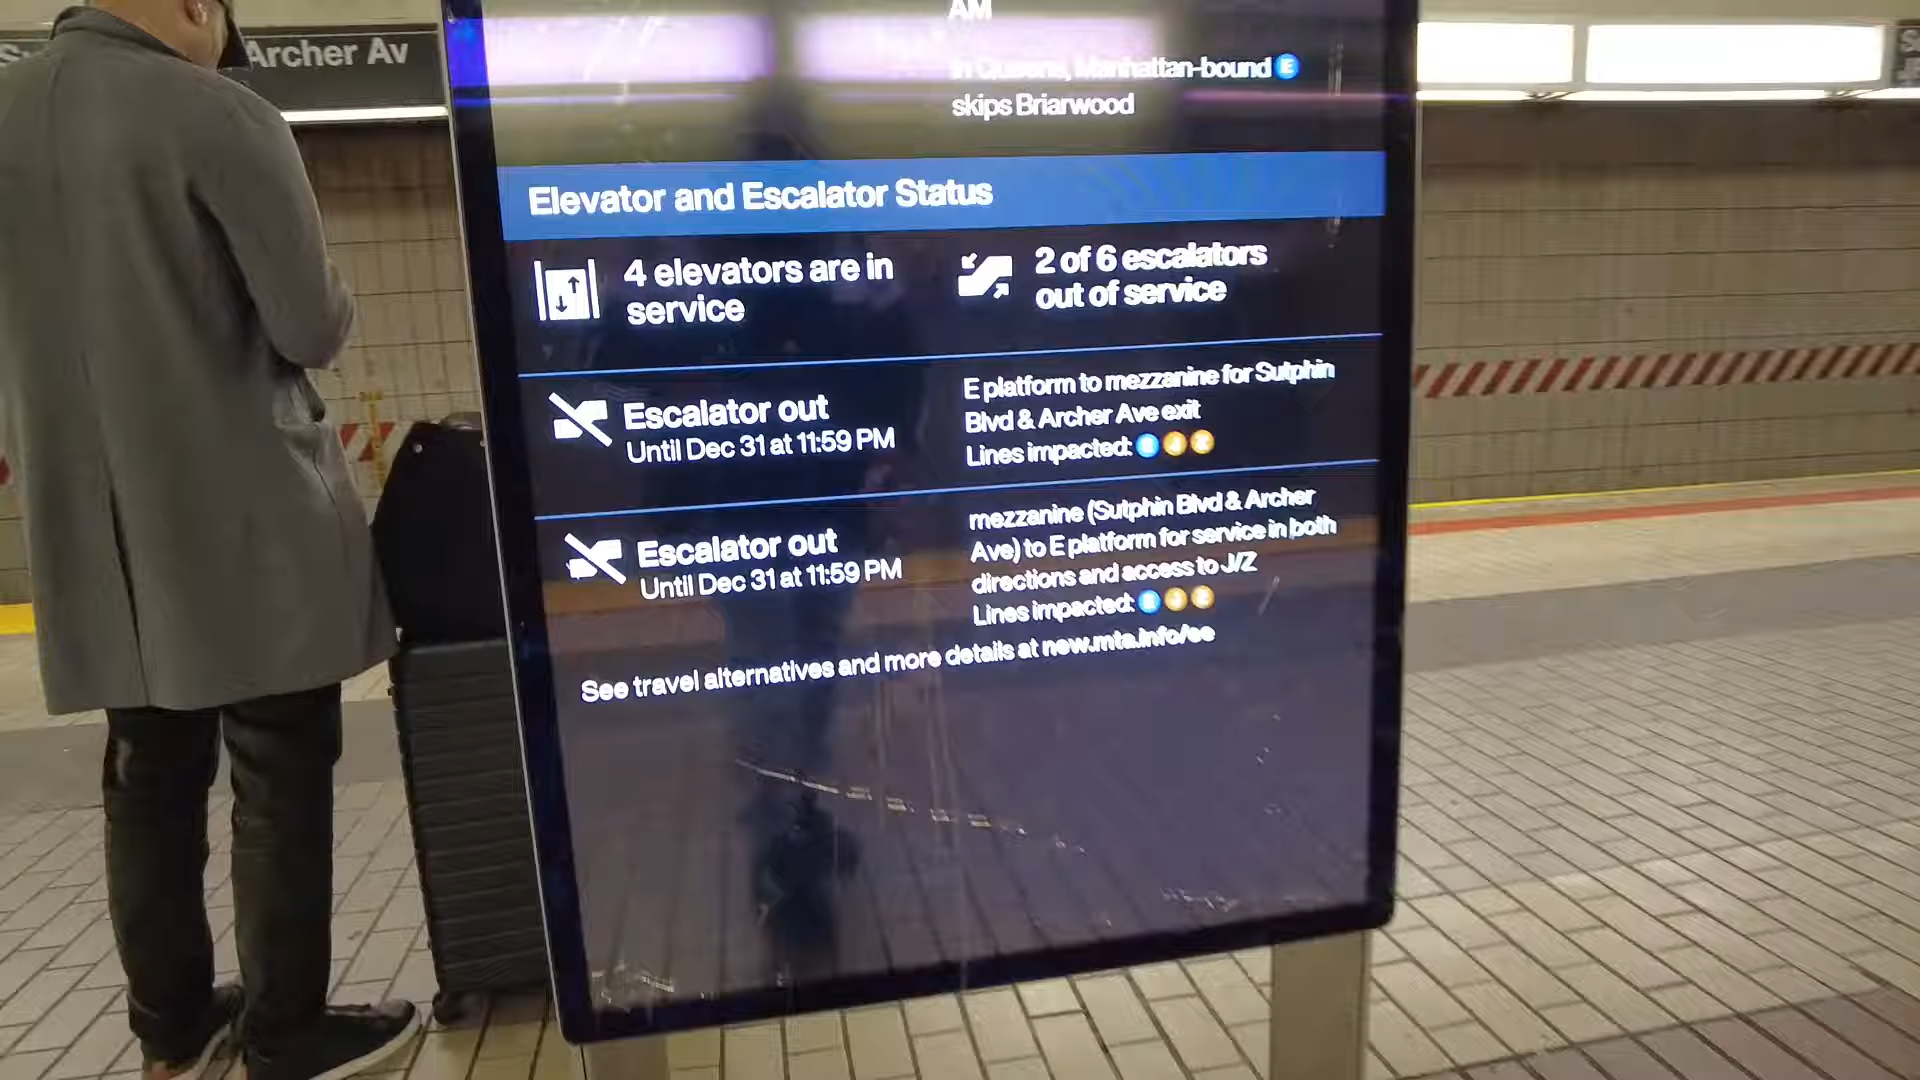 Archer Av
AM
in Queens, Manhattan-bound E
skips Briarwood
Elevator and Escalator Status
4 elevators are in
service
2 of 6 escalators
out of service
Escalator out
Until Dec 31 at 11:59 PM
E platform to mezzanine for Sutphin
Blvd & Archer Ave exit
Lines impacted: E J Z
Escalator out
Until Dec 31 at 11:59 PM
mezzanine (Sutphin Blvd & Archer
Ave) to E platform for service in both
directions and access to J/Z
Lines impacted: E J Z
See travel alternatives and more details at new.mta.info/ee